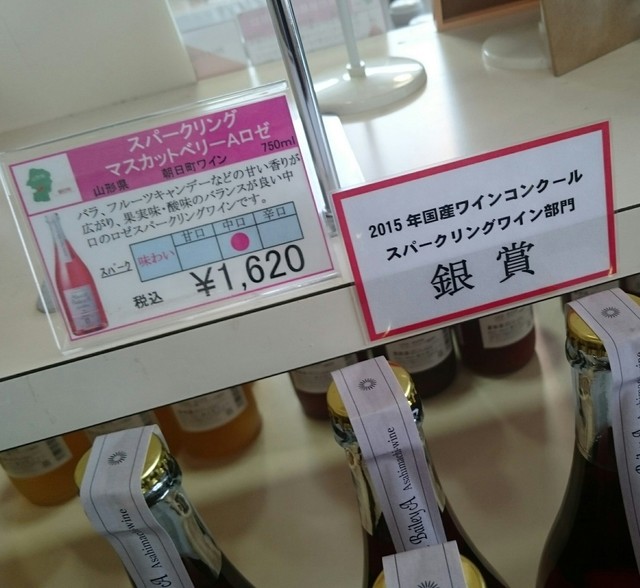 スパークリング
マスカットベリーAロゼ
山形県 朝日町ワイン 750ml
バラ、フルーツキャンデーなどの甘い香りが
広がり、果実味・酸味のバランスが良い中
口のロゼスパークリングワインです。
スパーク 味わい 甘口 中口 辛口
税込 ¥1,620
2015年国産ワインコンクール
スパークリングワイン部門
銀賞
Asahimachi wine
Bailey A Asahimachi wine